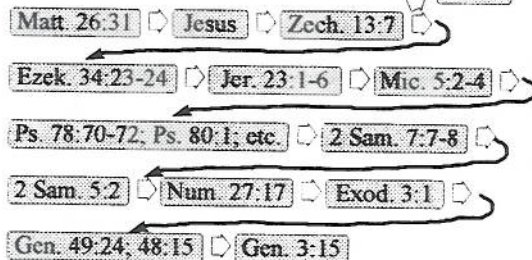 Matt. 26:31 Jesus Zech. 13:7
Ezek. 34:23-24 Jer. 23:1-6 Mic. 5:2-4
Ps. 78:70-72; Ps. 80:1; etc. 2 Sam. 7:7-8
2 Sam. 5:2 Num. 27:17 Exod. 3:1
Gen. 49:24; 48:15 Gen. 3:15